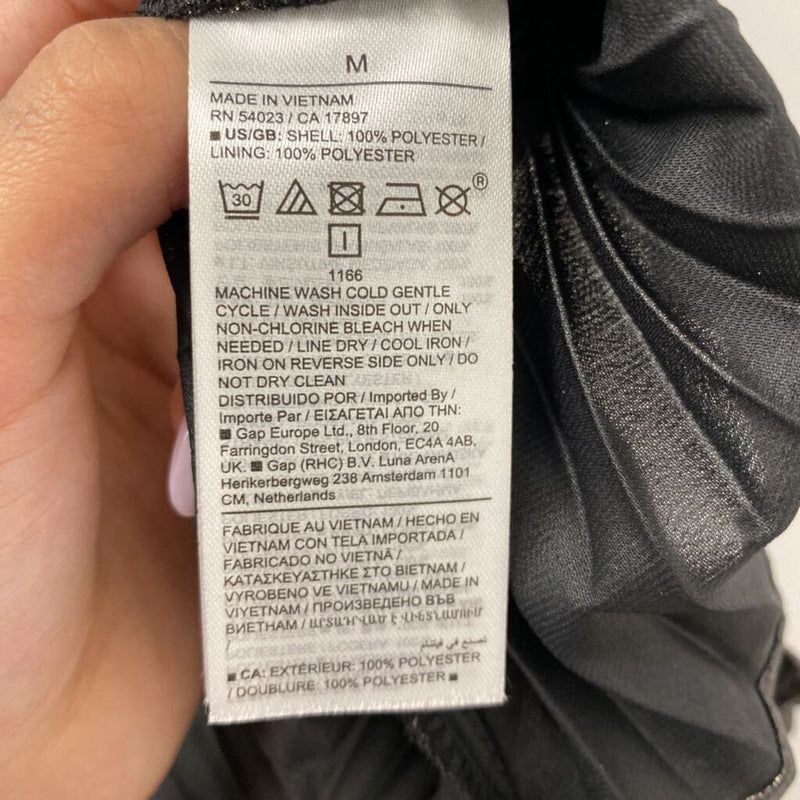 M
MADE IN VIETNAM
RN 54023 / CA 17897
■ US/GB: SHELL: 100% POLYESTER /
LINING: 100% POLYESTER
30
®
I
1166
MACHINE WASH COLD GENTLE
CYCLE / WASH INSIDE OUT / ONLY
NON-CHLORINE BLEACH WHEN
NEEDED / LINE DRY / COOL IRON /
IRON ON REVERSE SIDE ONLY / DO
NOT DRY CLEAN
DISTRIBUIDO POR / Imported By /
Importe Par / ΕΙΣΑΓΕΤΑΙ ΑΠΟ ΤΗΝ:
■ Gap Europe Ltd., 8th Floor, 20
Farringdon Street, London, EC4A 4AB,
UK. ■ Gap (RHC) B.V. Luna ArenA
Herikerbergweg 238 Amsterdam 1101
CM, Netherlands
FABRIQUE AU VIETNAM / HECHO EN
VIETNAM CON TELA IMPORTADA /
FABRICADO NO VIETNÃ /
ΚΑΤΑΣΚΕΥΑΣΤΗΚΕ ΣΤΟ ΒΙΕΤΝΑΜ /
VYROBENO VE VIETNAMU / MADE IN
VIYETNAM / ПРОИЗВЕДЕНО ВЪВ
ВИЕТНАМ / ԱՐՏԱԴՐՎԱԾ Է ՎԻԵՏՆԱՄՈՒՄ
/ صنع في فيتنام
■ CA: EXTÉRIEUR: 100% POLYESTER
/ DOUBLURE: 100% POLYESTER ■